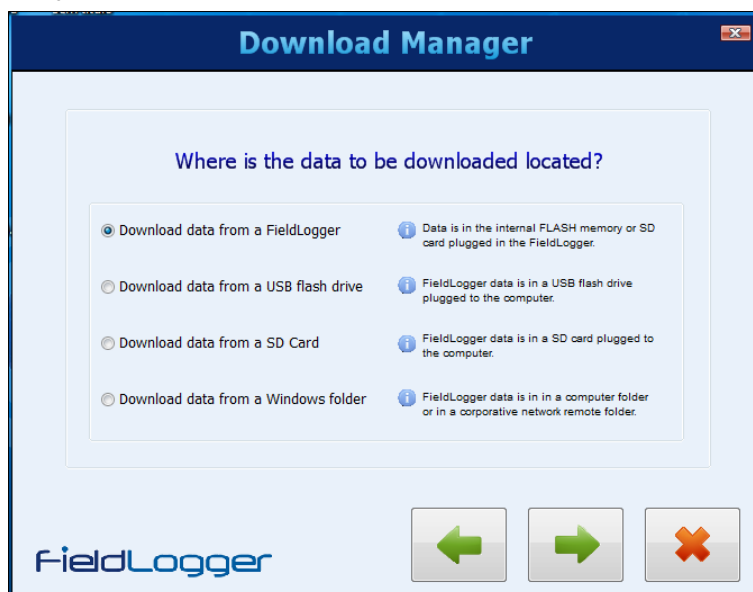 Download Manager
Where is the data to be downloaded located?
Download data from a FieldLogger
Data is in the internal FLASH memory or SD
card plugged in the FieldLogger.
Download data from a USB flash drive
FieldLogger data is in a USB flash drive
plugged to the computer.
Download data from a SD Card
FieldLogger data is in a SD card plugged to
the computer.
Download data from a Windows folder
FieldLogger data is in in a computer folder
or in a corporative network remote folder.
FieldLogger